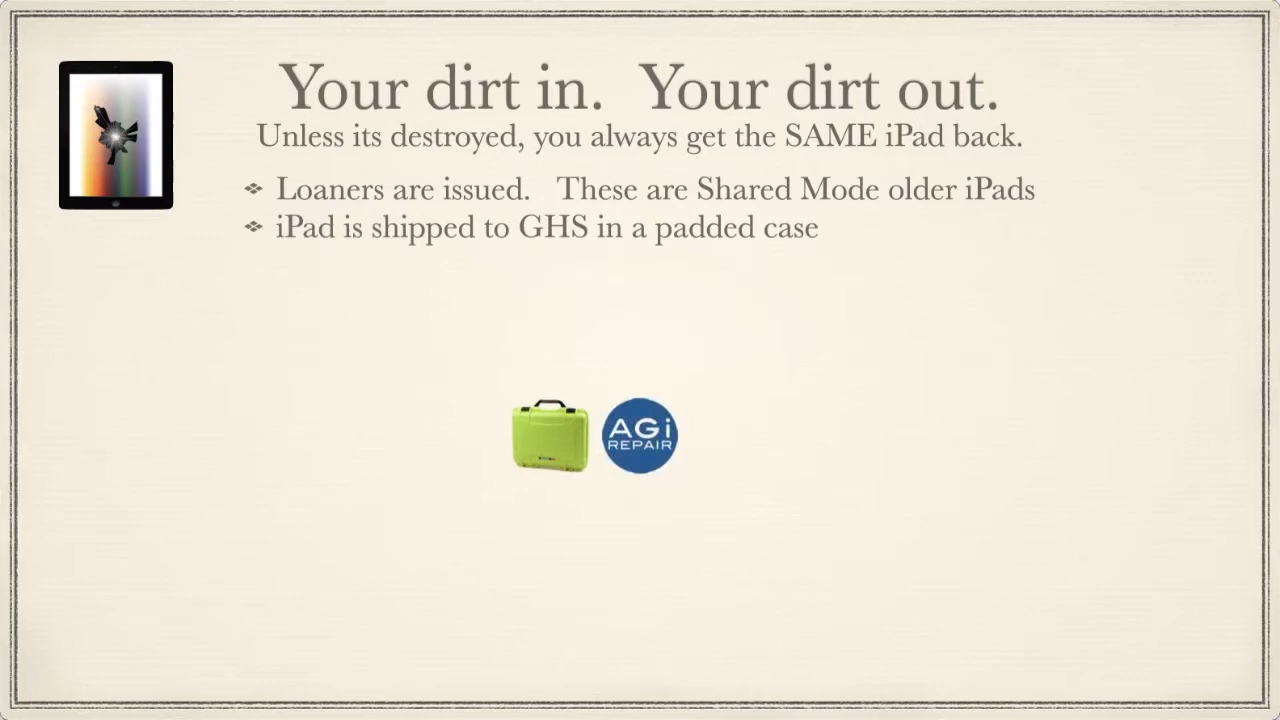 Your dirt in. Your dirt out.
Unless its destroyed, you always get the SAME iPad back.
Loaners are issued. These are Shared Mode older iPads
iPad is shipped to GHS in a padded case
AGi
REPAIR